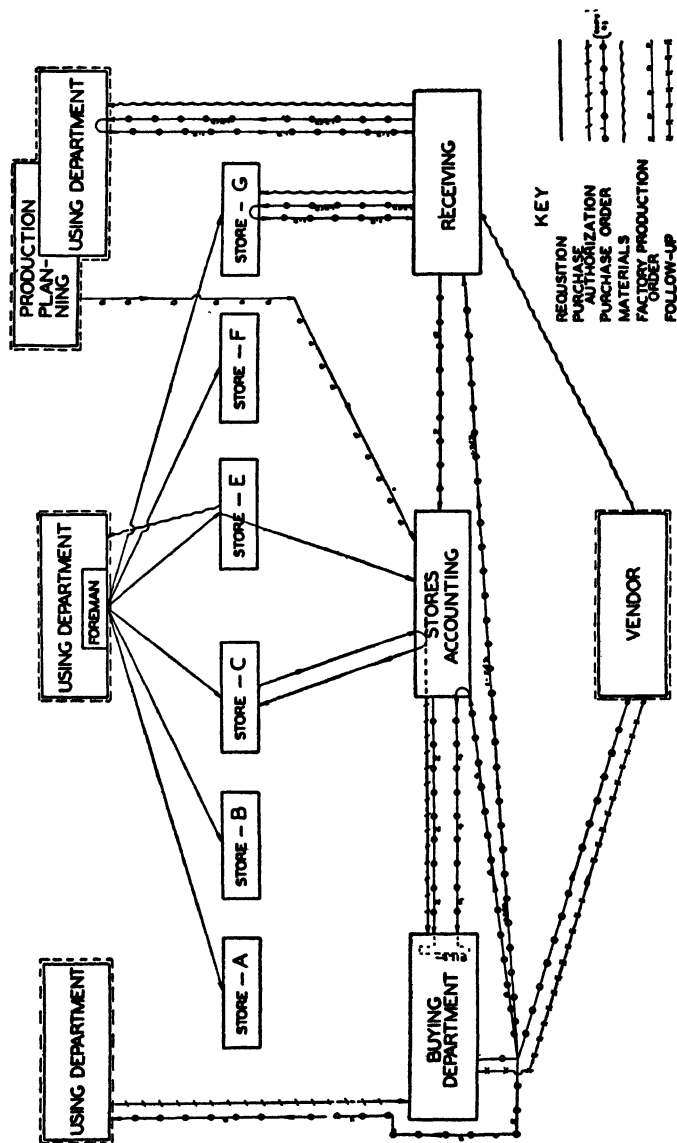 USING DEPARTMENT
USING DEPARTMENT
FOREMAN
PRODUCTION
PLAN-
NING
USING DEPARTMENT
STORE - A
STORE - B
STORE - C
STORE - E
STORE - F
STORE - G
BUYING
DEPARTMENT
STORES
ACCOUNTING
RECEIVING
VENDOR
KEY
REQUSITION
PURCHASE
AUTHORIZATION
PURCHASE ORDER
MATERIALS
FACTORY PRODUCTION
ORDER
FOLLOW-UP